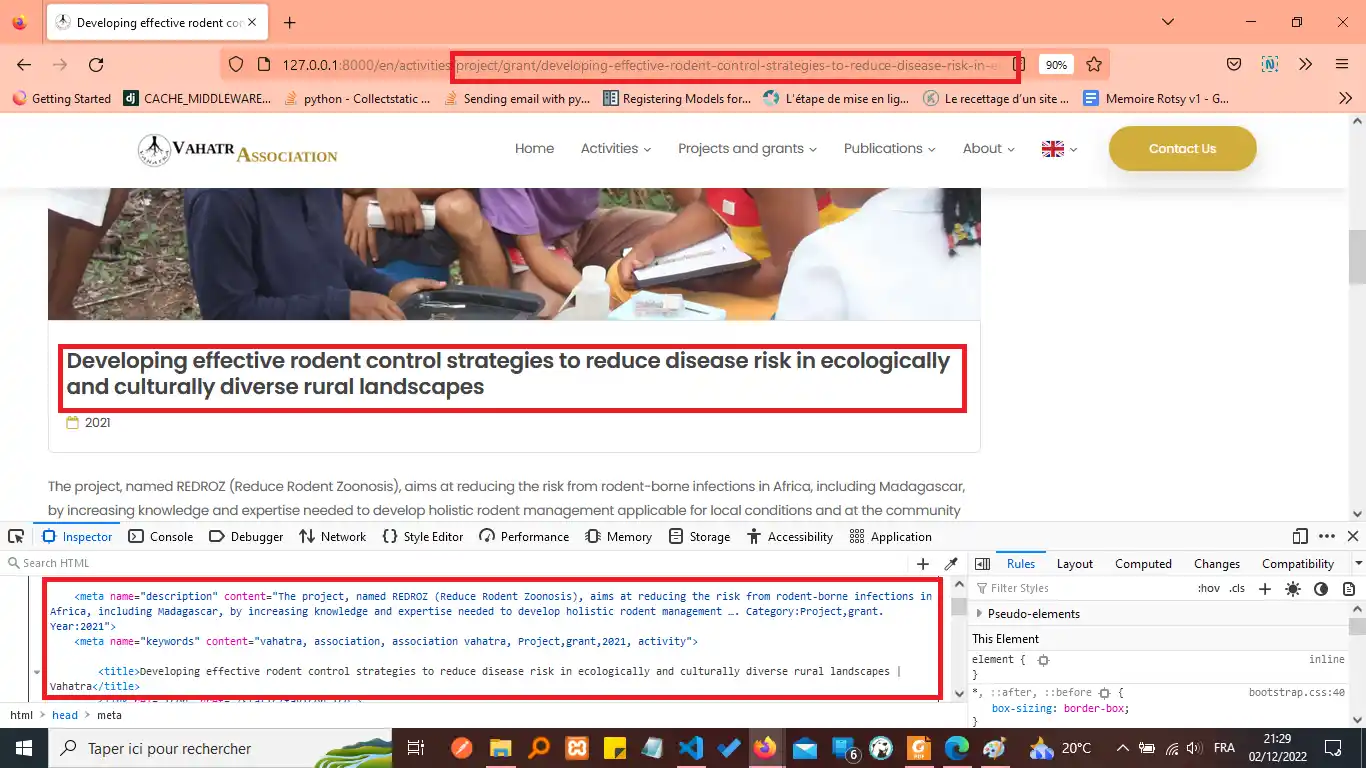 Developing effective rodent cor
127.0.0.1:8000/en/activities/project/grant/developing-effective-rodent-control-strategies-to-reduce-disease-risk-in-e
90%
Getting Started
CACHE_MIDDLEWARE...
python - Collectstatic ...
Sending email with py...
Registering Models for...
L'étape de mise en lig...
Le recettage d'un site ...
Memoire Rotsy v1 - G...
VAHATRA ASSOCIATION
Home
Activities
Projects and grants
Publications
About
Contact Us
Developing effective rodent control strategies to reduce disease risk in ecologically
and culturally diverse rural landscapes
2021
The project, named REDROZ (Reduce Rodent Zoonosis), aims at reducing the risk from rodent-borne infections in Africa, including Madagascar,
by increasing knowledge and expertise needed to develop holistic rodent management applicable for local conditions and at the community
Inspector
Console
Debugger
Network
Style Editor
Performance
Memory
Storage
Accessibility
Application
Search HTML
Rules
Layout
Computed
Changes
Compatibility
<meta name="description" content="The project, named REDROZ (Reduce Rodent Zoonosis), aims at reducing the risk from rodent-borne infections in
Africa, including Madagascar, by increasing knowledge and expertise needed to develop holistic rodent management …. Category:Project,grant.
Year:2021">
<meta name="keywords" content="vahatra, association, association vahatra, Project,grant,2021, activity">
<title>Developing effective rodent control strategies to reduce disease risk in ecologically and culturally diverse rural landscapes |
Vahatra</title>
Filter Styles
:hov .cls
Pseudo-elements
This Element
element { inline
}
*, ::after, ::before { bootstrap.css:40
box-sizing: border-box;
}
html
head
meta
Taper ici pour rechercher
6
20°C
FRA
21:29
02/12/2022